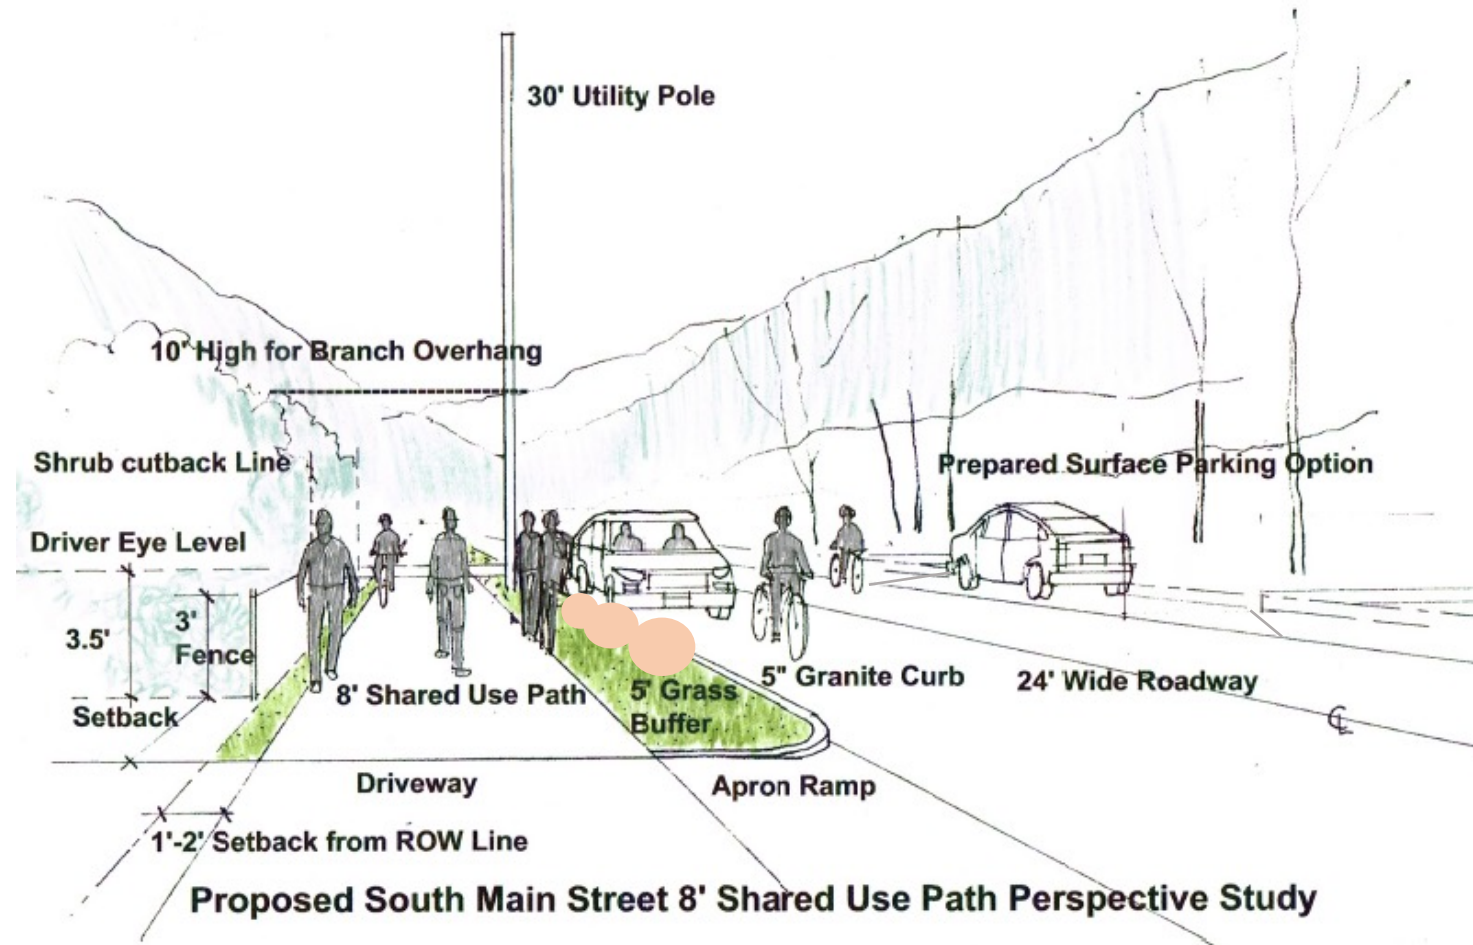 30' Utility Pole
10' High for Branch Overhang
Shrub cutback Line
Prepared Surface Parking Option
Driver Eye Level
3.5'
3'
Fence
Setback
8' Shared Use Path
5' Grass
Buffer
5" Granite Curb
24' Wide Roadway
CL
Driveway
Apron Ramp
1'-2' Setback from ROW Line
Proposed South Main Street 8' Shared Use Path Perspective Study